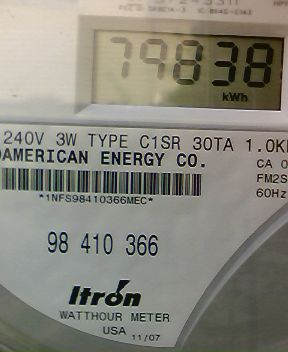 79838
kWh
240V 3W TYPE C1SR 30TA 1.0K
AMERICAN ENERGY CO.
CA 0
FM2S
60Hz
*1NFS98410366MEC*
98 410 366
Itron
WATTHOUR METER
USA 11/07